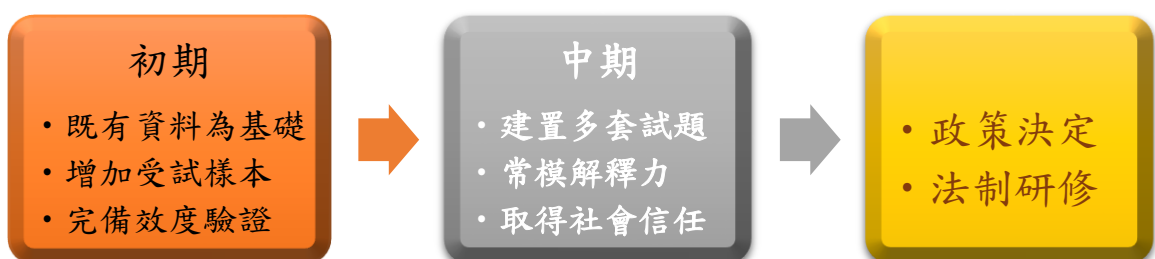 初期
・既有資料為基礎
・增加受試樣本
・完備效度驗證
中期
・建置多套試題
・常模解釋力
・取得社會信任
・政策決定
・法制研修